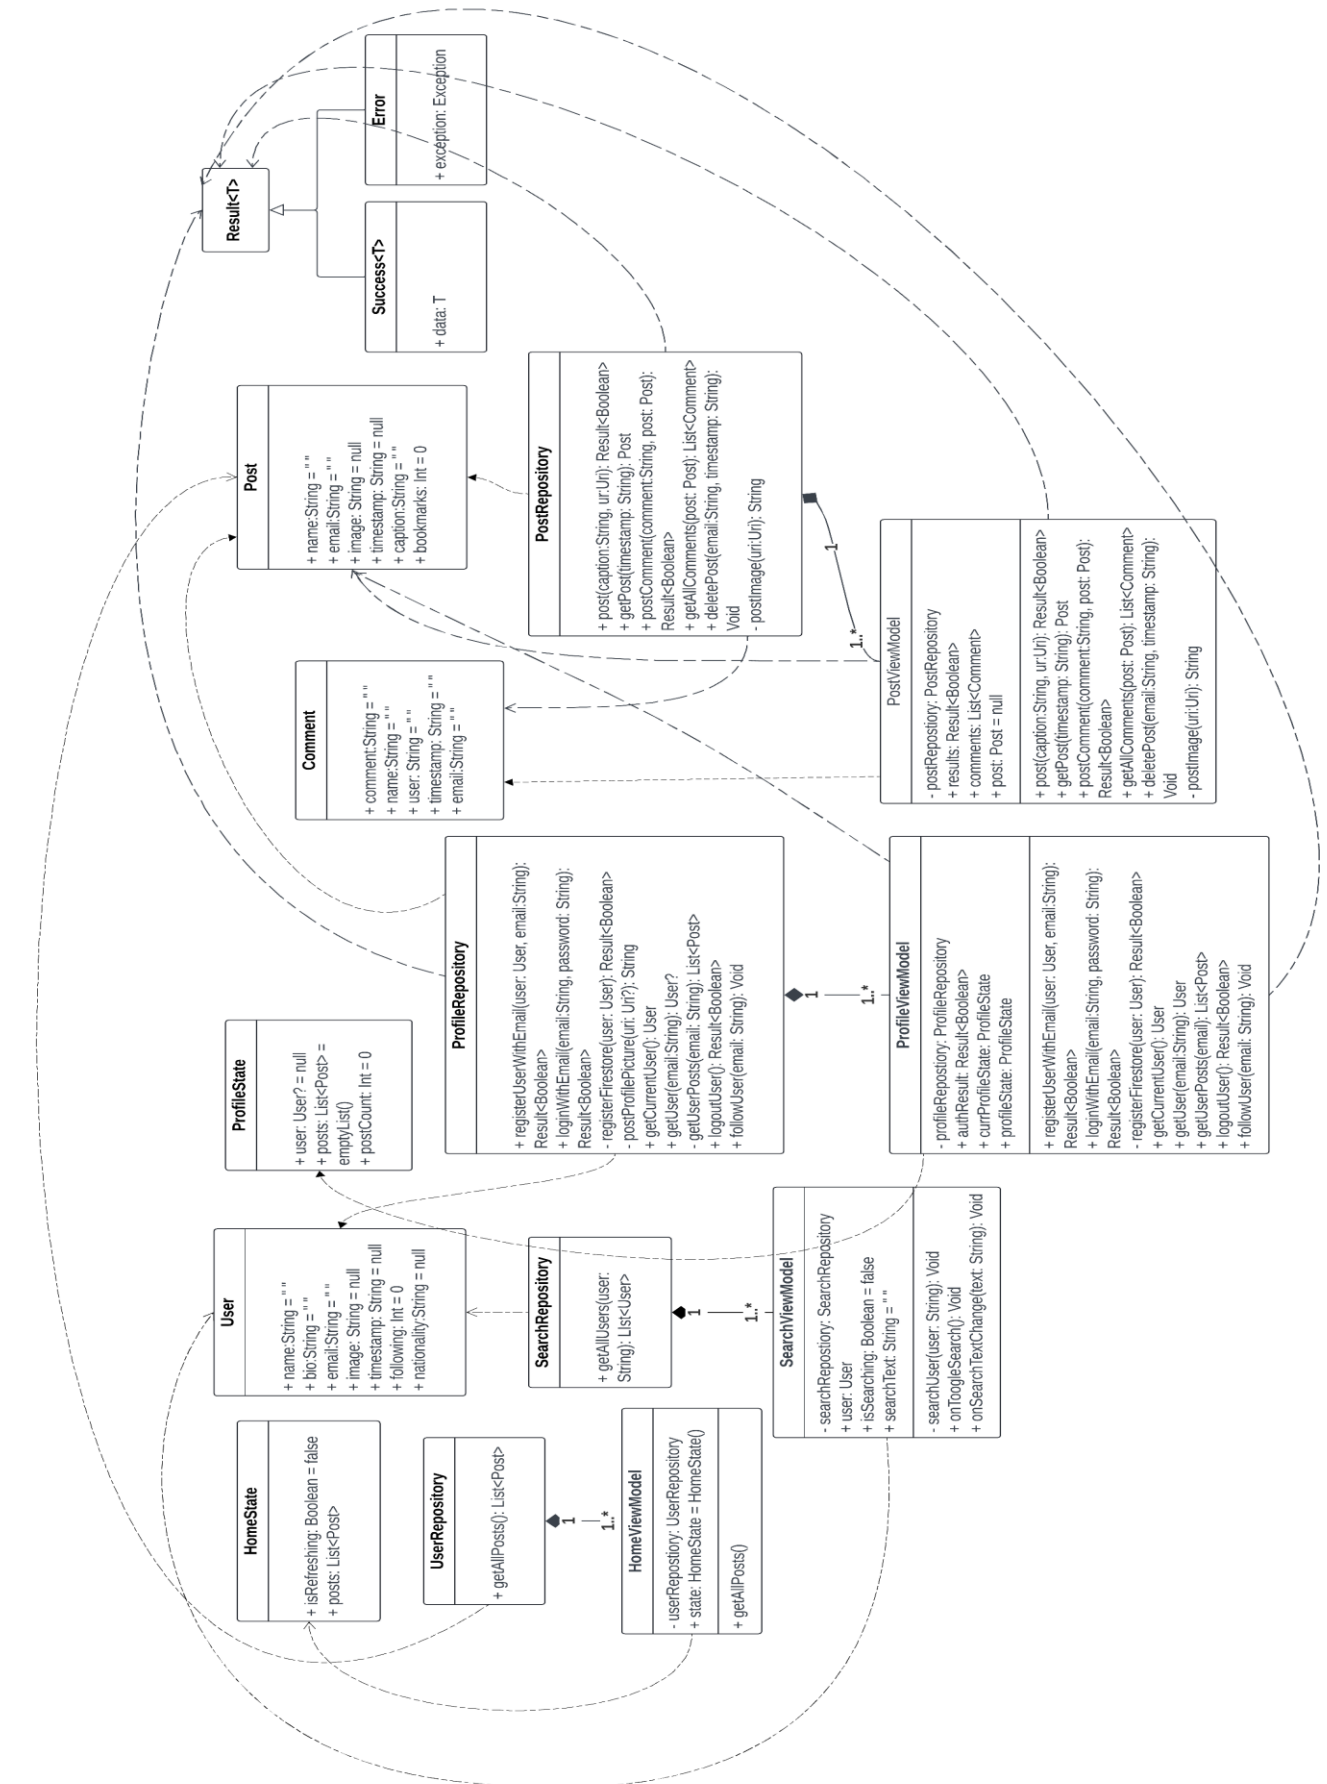 HomeState
+ isRefreshing: Boolean = false
+ posts: List<Post>
User
+ name:String = " "
+ bio:String = " "
+ email:String = " "
+ image: String = null
+ timestamp: String = null
+ following: Int = 0
+ nationality:String = null
ProfileState
+ user: User? = null
+ posts: List<Post> =
emptyList()
+ postCount: Int = 0
Comment
+ comment:String = " "
+ name:String = " "
+ user: String = " "
+ timestamp: String = " "
+ email:String = " "
Post
+ name:String = " "
+ email:String = " "
+ image: String = null
+ timestamp: String = null
+ caption:String = " "
+ bookmarks: Int = 0
Result<T>
Success<T>
+ data: T
Error
+ exception: Exception
UserRepository
+ getAllPosts(): List<Post>
1
1..*
HomeViewModel
- userRepostiory: UserRepository
+ state: HomeState = HomeState()
+ getAllPosts()
SearchRepository
+ getAllUsers(user:
String): LIst<User>
1
1..*
SearchViewModel
- searchRepostiory: SearchRepository
+ user: User
+ isSearching: Boolean = false
+ searchText: String = " "
- searchUser(user: String): Void
+ onToogleSearch(): Void
+ onSearchTextChange(text: String): Void
ProfileRepository
+ registerUserWithEmail(user: User, email:String):
Result<Boolean>
+ loginWithEmail(email:String, password: String):
Result<Boolean>
- registerFirestore(user: User): Result<Boolean>
- postProfilePicture(uri: Uri?): String
+ getCurrentUser(): User
+ getUser(email:String): User?
- getUserPosts(email: String): List<Post>
+ logoutUser(): Result<Boolean>
+ followUser(email: String): Void
1
1..*
ProfileViewModel
- profileRepostiory: ProfileRepository
+ authResult: Result<Boolean>
+ currProfileState: ProfileState
+ profileState: ProfileState
+ registerUserWithEmail(user: User, email:String):
Result<Boolean>
+ loginWithEmail(email:String, password: String):
Result<Boolean>
- registerFirestore(user: User): Result<Boolean>
+ getCurrentUser(): User
+ getUser(email:String): User
+ getUserPosts(email): List<Post>
+ logoutUser(): Result<Boolean>
+ followUser(email: String): Void
PostRepository
+ post(caption:String, ur:Uri): Result<Boolean>
+ getPost(timestamp: String): Post
+ postComment(comment:String, post: Post):
Result<Boolean>
+ getAllComments(post: Post): List<Comment>
+ deletePost(email:String, timestamp: String):
Void
- postImage(uri:Uri): String
1
1..*
PostViewModel
- postRepostiory: PostRepository
+ results: Result<Boolean>
+ comments: List<Comment>
+ post: Post = null
+ post(caption:String, ur:Uri): Result<Boolean>
+ getPost(timestamp: String): Post
+ postComment(comment:String, post: Post):
Result<Boolean>
+ getAllComments(post: Post): List<Comment>
+ deletePost(email:String, timestamp: String):
Void
- postImage(uri:Uri): String